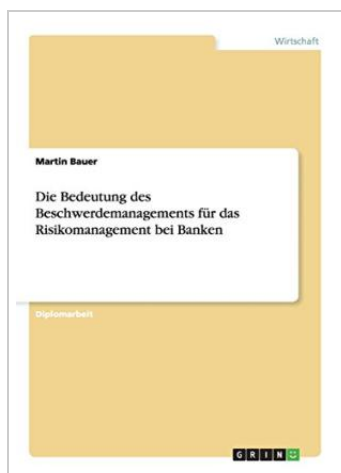 Wirtschaft
Martin Bauer
Die Bedeutung des
Beschwerdemanagements für das
Risikomanagement bei Banken
Diplomarbeit
GRIN